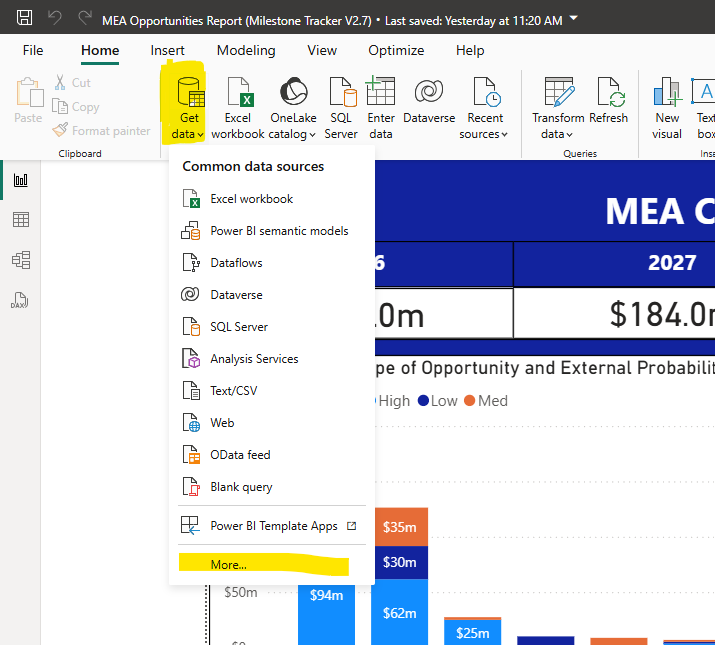 MEA Opportunities Report (Milestone Tracker V2.7) • Last saved: Yesterday at 11:20 AM
File Home Insert Modeling View Optimize Help
Paste
Cut
Copy
Format painter
Clipboard
Get data
Excel workbook
OneLake catalog
SQL Server
Enter data
Dataverse
Recent sources
Transform data
Refresh
Queries
New visual
Text box
Inse
Common data sources
Excel workbook
Power BI semantic models
Dataflows
Dataverse
SQL Server
Analysis Services
Text/CSV
Web
OData feed
Blank query
Power BI Template Apps
More...
DAX
MEA C
6 2027
.0m $184.0m
pe of Opportunity and External Probabilit
High Low Med
$35m
$30m
$50m
$94m
$62m
$25m